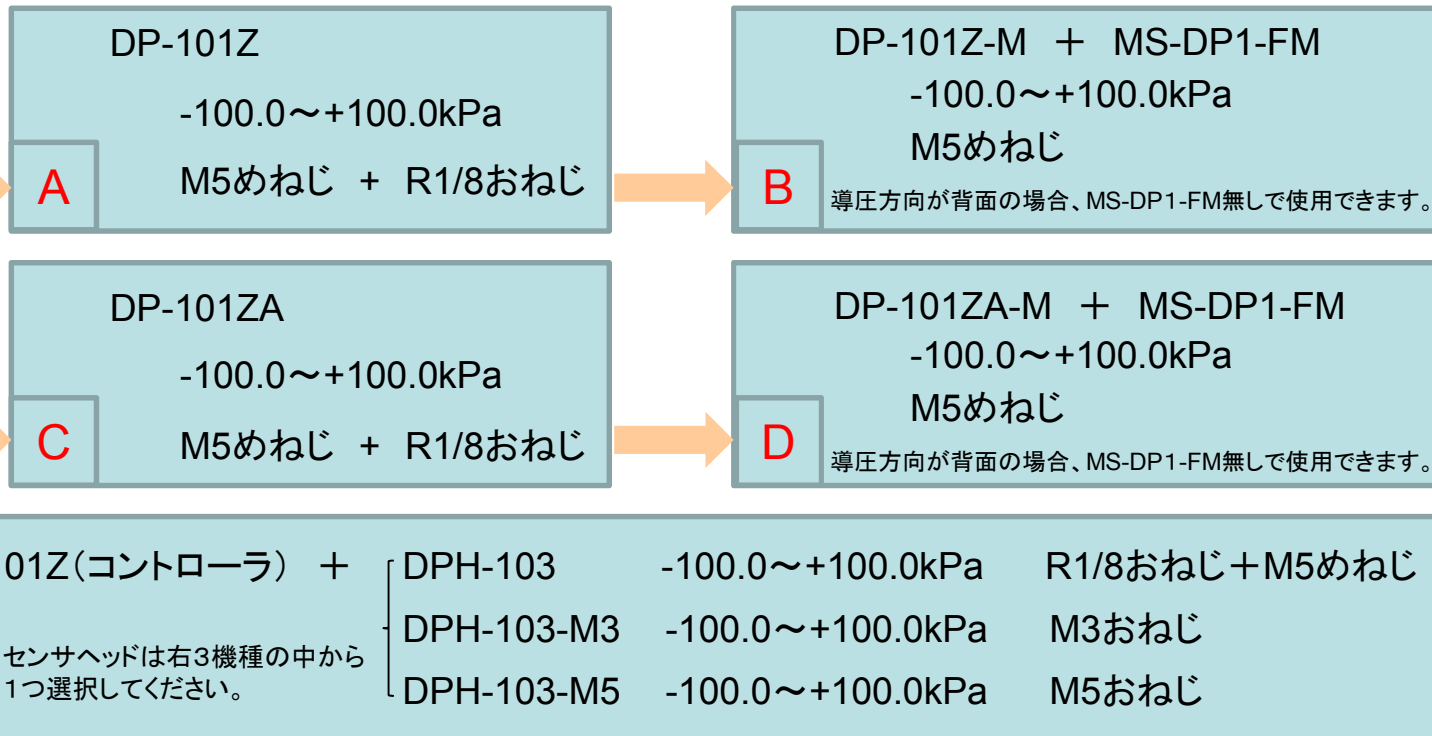 DP-101Z
-100.0～+100.0kPa
A
M5めねじ + R1/8おねじ
DP-101Z-M ＋ MS-DP1-FM
-100.0～+100.0kPa
M5めねじ
B
導圧方向が背面の場合、MS-DP1-FM無しで使用できます。
DP-101ZA
-100.0～+100.0kPa
C
M5めねじ + R1/8おねじ
DP-101ZA-M ＋ MS-DP1-FM
-100.0～+100.0kPa
M5めねじ
D
導圧方向が背面の場合、MS-DP1-FM無しで使用できます。
01Z（コントローラ） ＋
センサヘッドは右３機種の中から
１つ選択してください。
DPH-103 -100.0～+100.0kPa R1/8おねじ＋M5めねじ
DPH-103-M3 -100.0～+100.0kPa M3おねじ
DPH-103-M5 -100.0～+100.0kPa M5おねじ